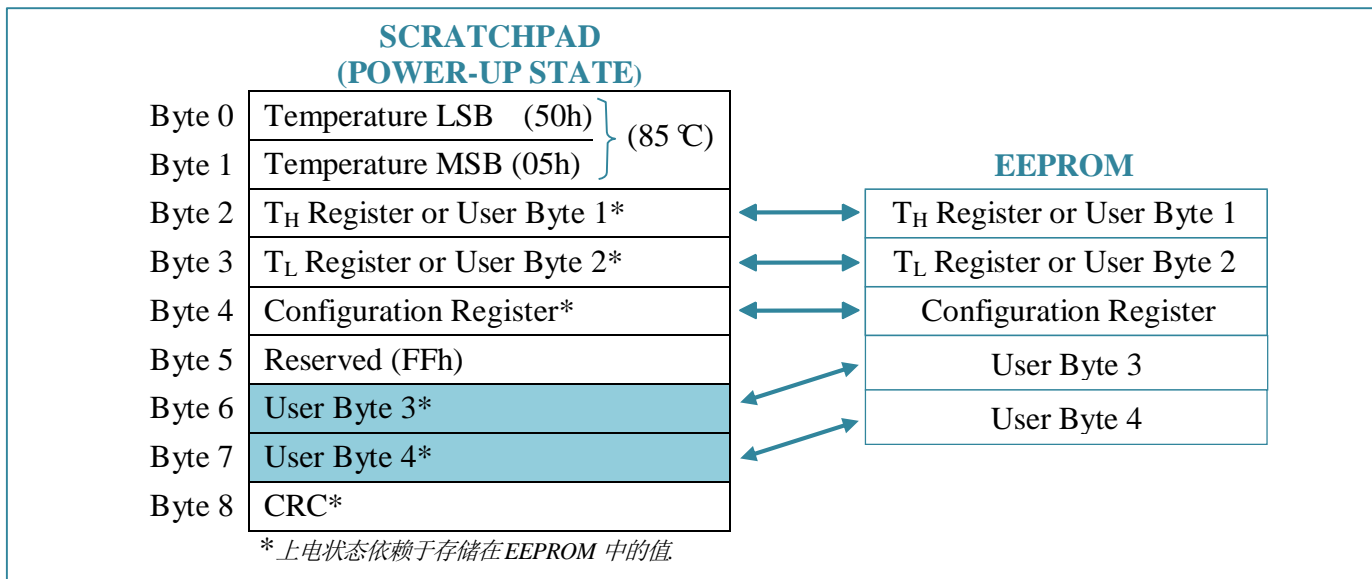 SCRATCHPAD
(POWER-UP STATE)
Byte 0 Temperature LSB (50h)
(85 ℃)
Byte 1 Temperature MSB (05h)
EEPROM
Byte 2 TH Register or User Byte 1* TH Register or User Byte 1
Byte 3 TL Register or User Byte 2* TL Register or User Byte 2
Byte 4 Configuration Register* Configuration Register
Byte 5 Reserved (FFh) User Byte 3
Byte 6 User Byte 3* User Byte 4
Byte 7 User Byte 4*
Byte 8 CRC*
*上电状态依赖于存储在EEPROM 中的值.